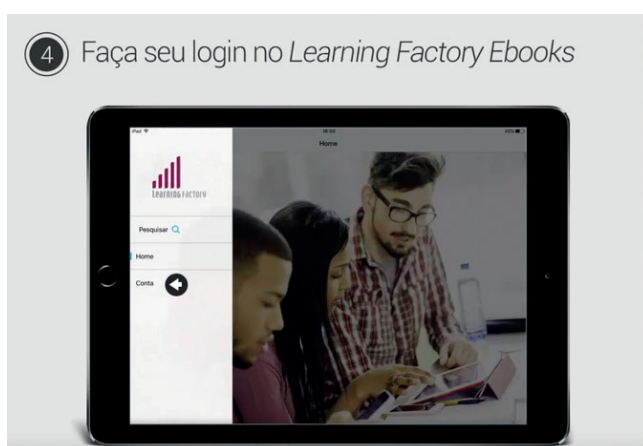 4 Faça seu login no Learning Factory Ebooks
iPad
Home
LEARNING FACTORY
Pesquisar
Home
Conta